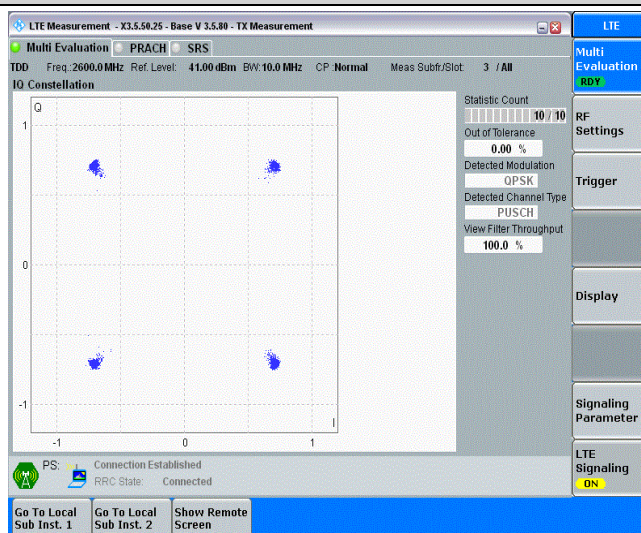 LTE Measurement - X3.5.50.25 - Base V 3.5.80 - TX Measurement
LTE
Multi Evaluation PRACH SRS
TDD Freq.:2600.0 MHz Ref. Level: 41.00 dBm BW:10.0 MHz CP :Normal Meas Subfr./Slot: 3 / All
IQ Constellation
Q
1
0
-1
I
-1 0 1
Statistic Count
10 / 10
Out of Tolerance
0.00 %
Detected Modulation
QPSK
Detected Channel Type
PUSCH
View Filter Throughput
100.0 %
Multi
Evaluation
RDY
RF
Settings
Trigger
Display
Signaling
Parameter
LTE
Signaling
ON
PS: Connection Established
RRC State: Connected
Go To Local
Sub Inst. 1
Go To Local
Sub Inst. 2
Show Remote
Screen